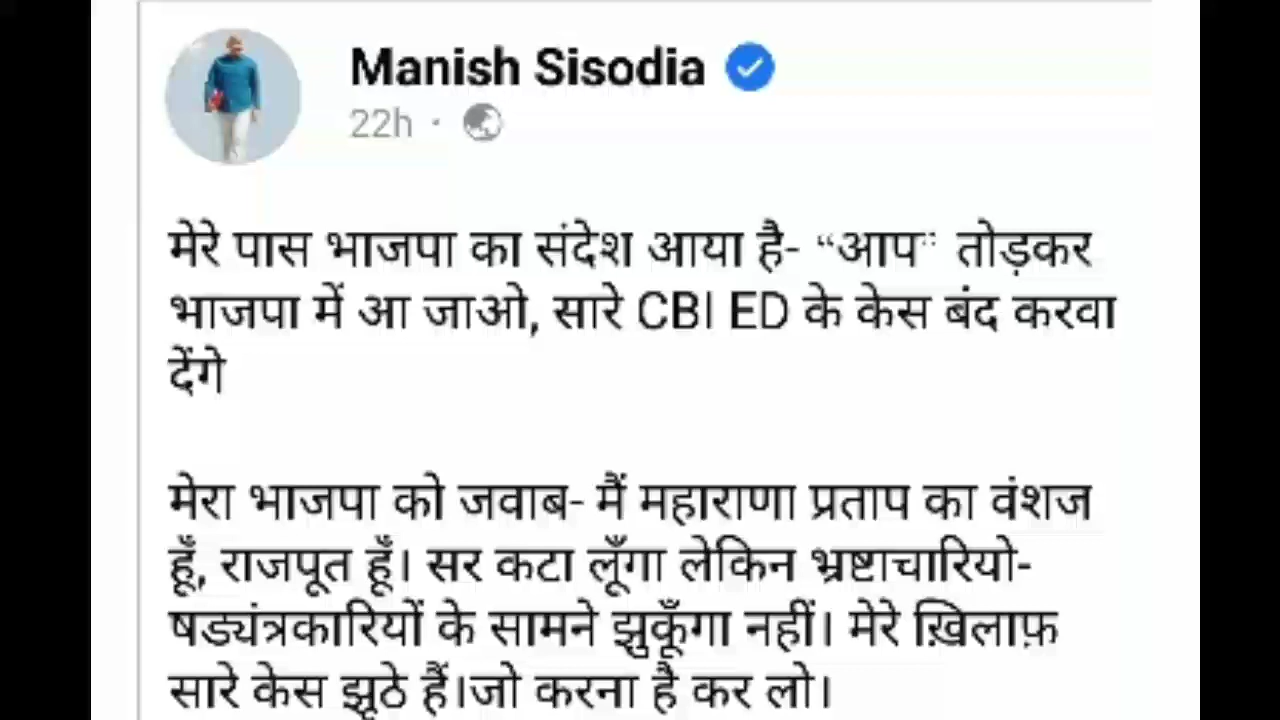 Manish Sisodia
22h ·
मेरे पास भाजपा का संदेश आया है- “आप” तोड़कर
भाजपा में आ जाओ, सारे CBI ED के केस बंद करवा
देंगे
मेरा भाजपा को जवाब- मैं महाराणा प्रताप का वंशज
हूँ, राजपूत हूँ। सर कटा लूँगा लेकिन भ्रष्टाचारियो-
षड्यंत्रकारियों के सामने झुकूँगा नहीं। मेरे ख़िलाफ़
सारे केस झूठे हैं।जो करना है कर लो।